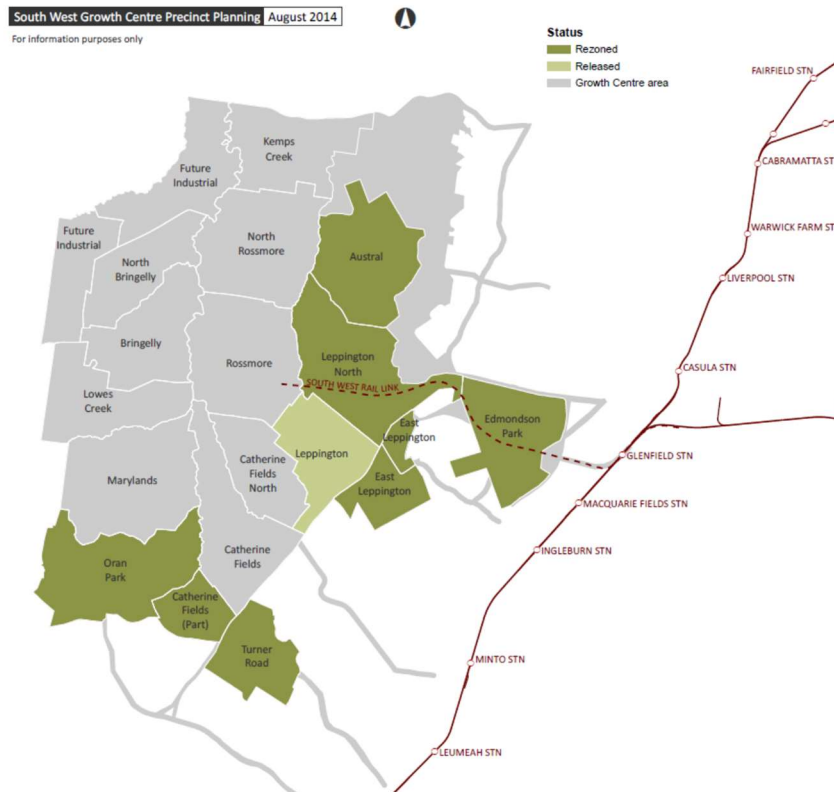 South West Growth Centre Precinct Planning August 2014
For information purposes only
Status
Rezoned
Released
Growth Centre area
FAIRFIELD STN
CABRAMATTA ST
WARWICK FARM ST
LIVERPOOL STN
CASULA STN
GLENFIELD STN
MACQUARIE FIELDS STN
INGLEBURN STN
MINTO STN
LEUMEAH STN
Kemps
Creek
Future
Industrial
Future
Industrial
North
Rossmore
Austral
North
Bringelly
Bringelly
Rossmore
Leppington
North
SOUTH WEST RAIL LINK
Lowes
Creek
East
Leppington
Edmondson
Park
Marylands
Catherine
Fields
North
Leppington
East
Leppington
Oran
Park
Catherine
Fields
Catherine
Fields
(Part)
Turner
Road